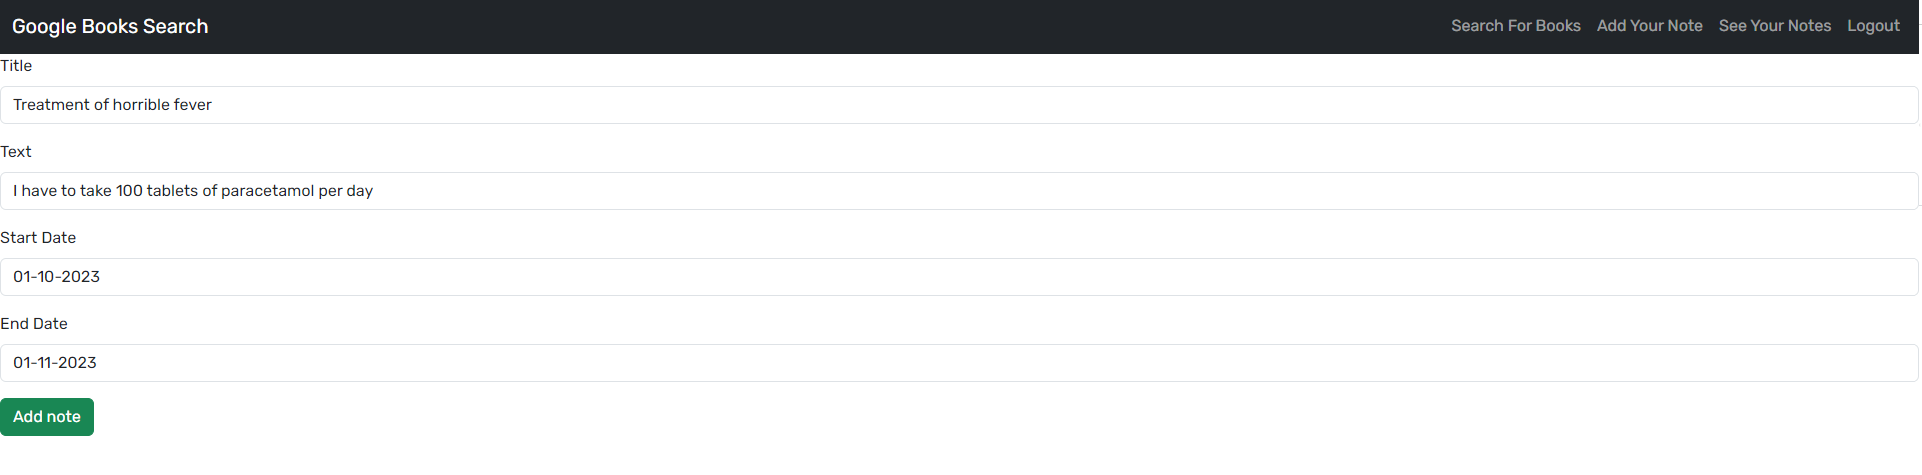 Google Books Search Search For Books Add Your Note See Your Notes Logout
Title
Treatment of horrible fever
Text
I have to take 100 tablets of paracetamol per day
Start Date
01-10-2023
End Date
01-11-2023
Add note